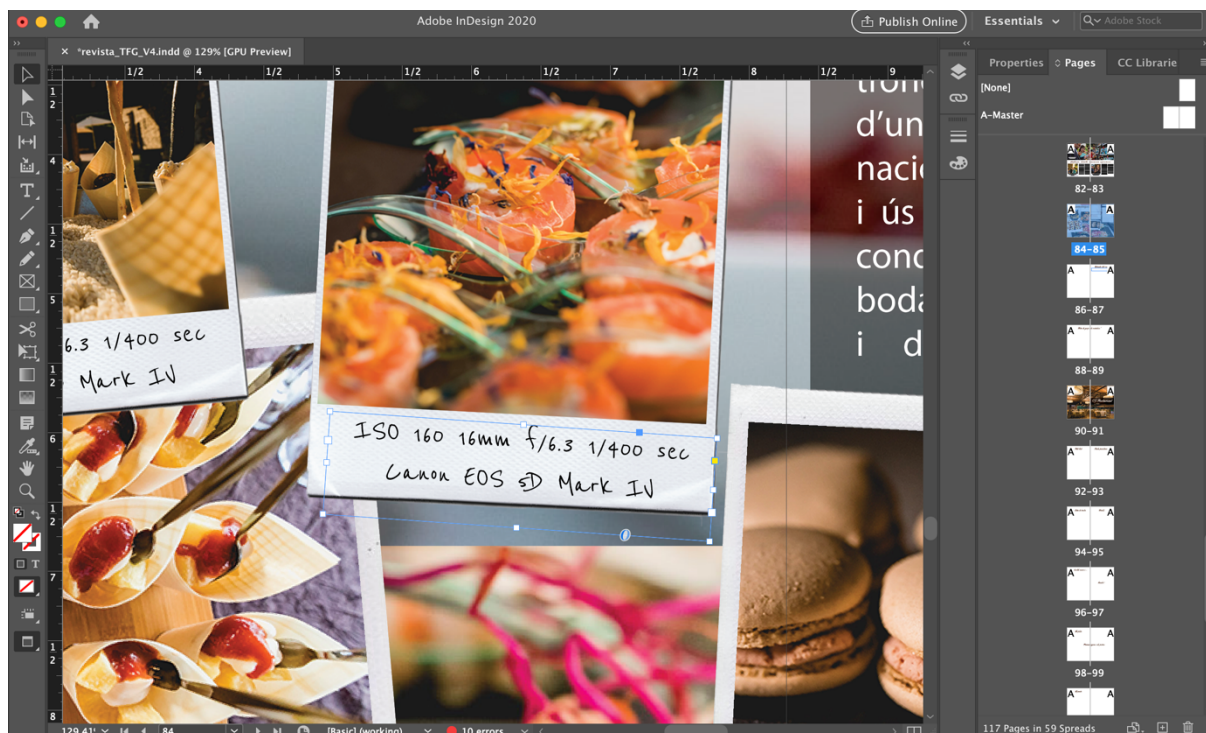 Adobe InDesign 2020
Publish Online
Essentials
Adobe Stock
*revista_TFG_V4.indd @ 129% [GPU Preview]
1/2 4 1/2 5 1/2 6 1/2 7 1/2 8 1/2 9
Properties
Pages
CC Librarie
[None]
A-Master
82-83
84-85
86-87
88-89
90-91
92-93
94-95
96-97
98-99
117 Pages in 59 Spreads
d'un
i ús
i d
6.3 1/400 sec
Mark IV
ISO 160 16mm f/6.3 1/400 sec
Canon EOS 5D Mark IV
84
[Basic] (working)
10 errors